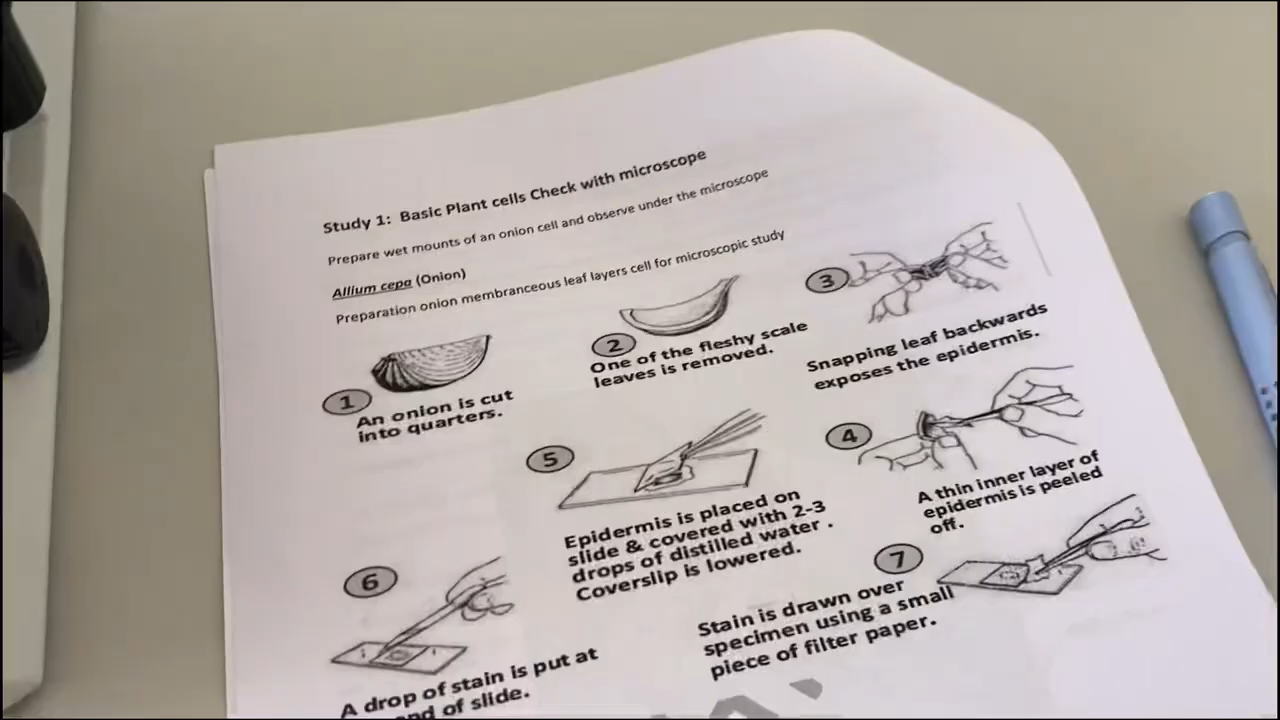 Study 1: Basic Plant cells Check with microscope
Prepare wet mounts of an onion cell and observe under the microscope
Allium cepa (Onion)
Preparation onion membranceous leaf layers cell for microscopic study
1
An onion is cut
into quarters.
2
One of the fleshy scale
leaves is removed.
3
Snapping leaf backwards
exposes the epidermis.
4
A thin inner layer of
epidermis is peeled
off.
5
Epidermis is placed on
slide & covered with 2-3
drops of distilled water .
Coverslip is lowered.
6
A drop of stain is put at
end of slide.
7
Stain is drawn over
specimen using a small
piece of filter paper.